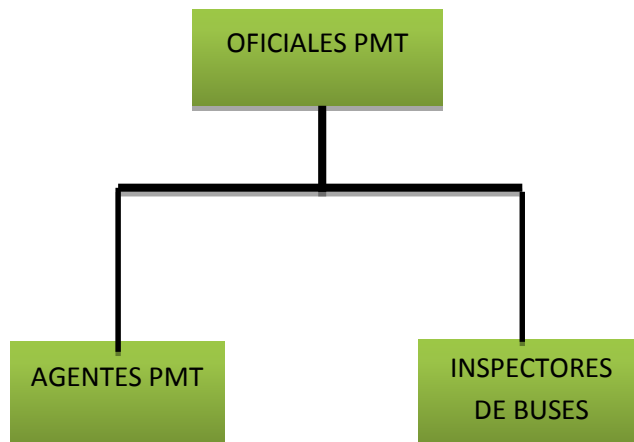 OFICIALES PMT
AGENTES PMT
INSPECTORES
DE BUSES